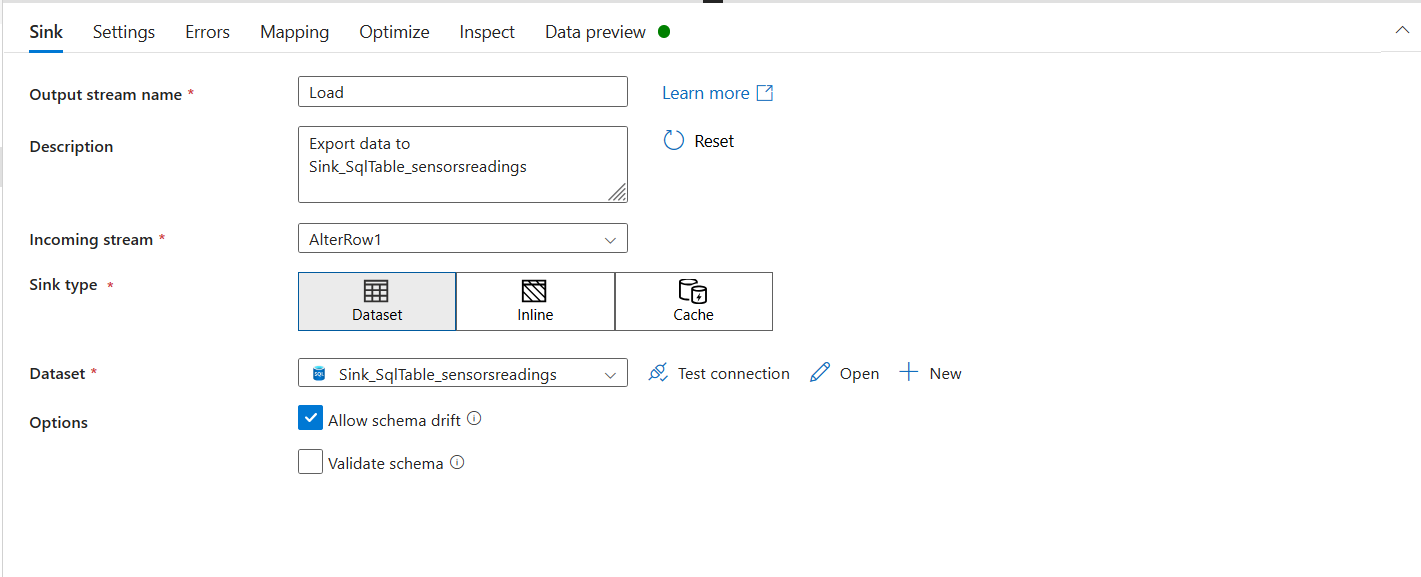 Sink Settings Errors Mapping Optimize Inspect Data preview
Output stream name * Load Learn more
Description Export data to
Sink_SqlTable_sensorsreadings
Reset
Incoming stream * AlterRow1
Sink type *
Dataset Inline Cache
Dataset * SQL Sink_SqlTable_sensorsreadings Test connection Open New
Options Allow schema drift
Validate schema